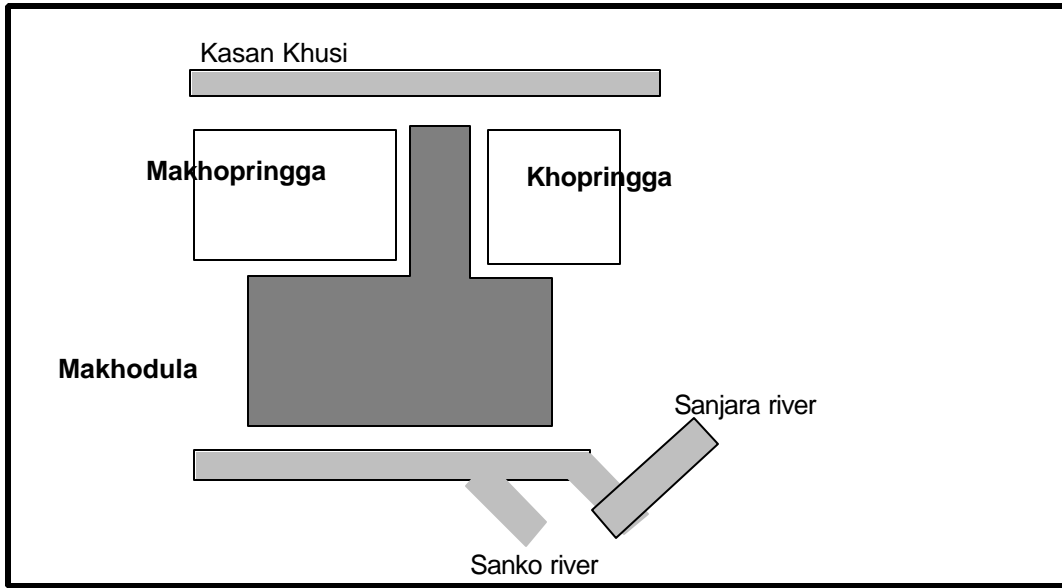 Kasan Khusi
Makhopringga
Khopringga
Makhodula
Sanjara river
Sanko river